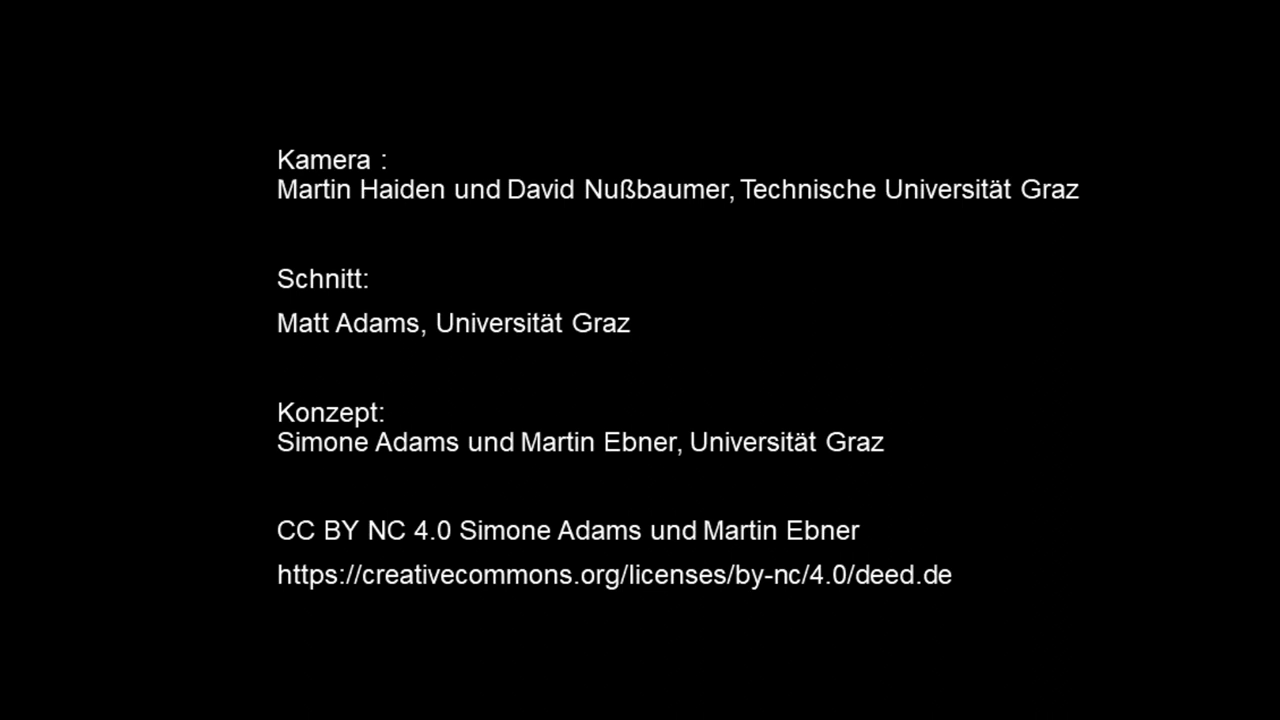 Kamera :
Martin Haiden und David Nußbaumer, Technische Universität Graz
Schnitt:
Matt Adams, Universität Graz
Konzept:
Simone Adams und Martin Ebner, Universität Graz
CC BY NC 4.0 Simone Adams und Martin Ebner
https://creativecommons.org/licenses/by-nc/4.0/deed.de